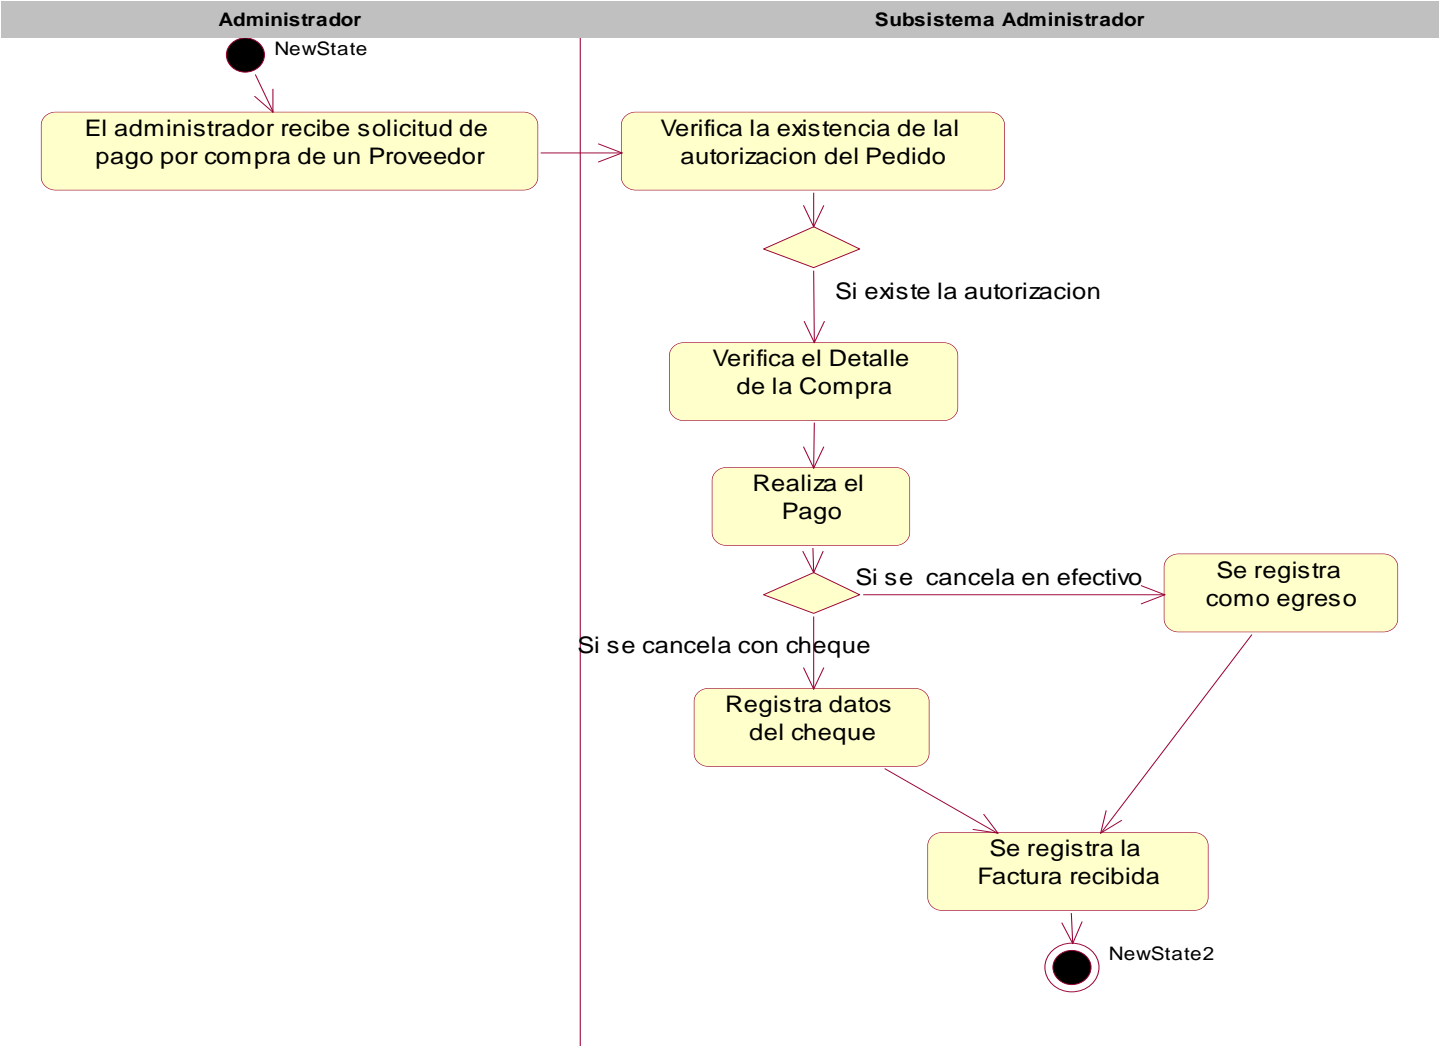 Administrador
Subsistema Administrador
NewState
El administrador recibe solicitud de
pago por compra de un Proveedor
Verifica la existencia de lal
autorizacion del Pedido
Si existe la autorizacion
Verifica el Detalle
de la Compra
Realiza el
Pago
Si se cancela en efectivo
Se registra
como egreso
Si se cancela con cheque
Registra datos
del cheque
Se registra la
Factura recibida
NewState2